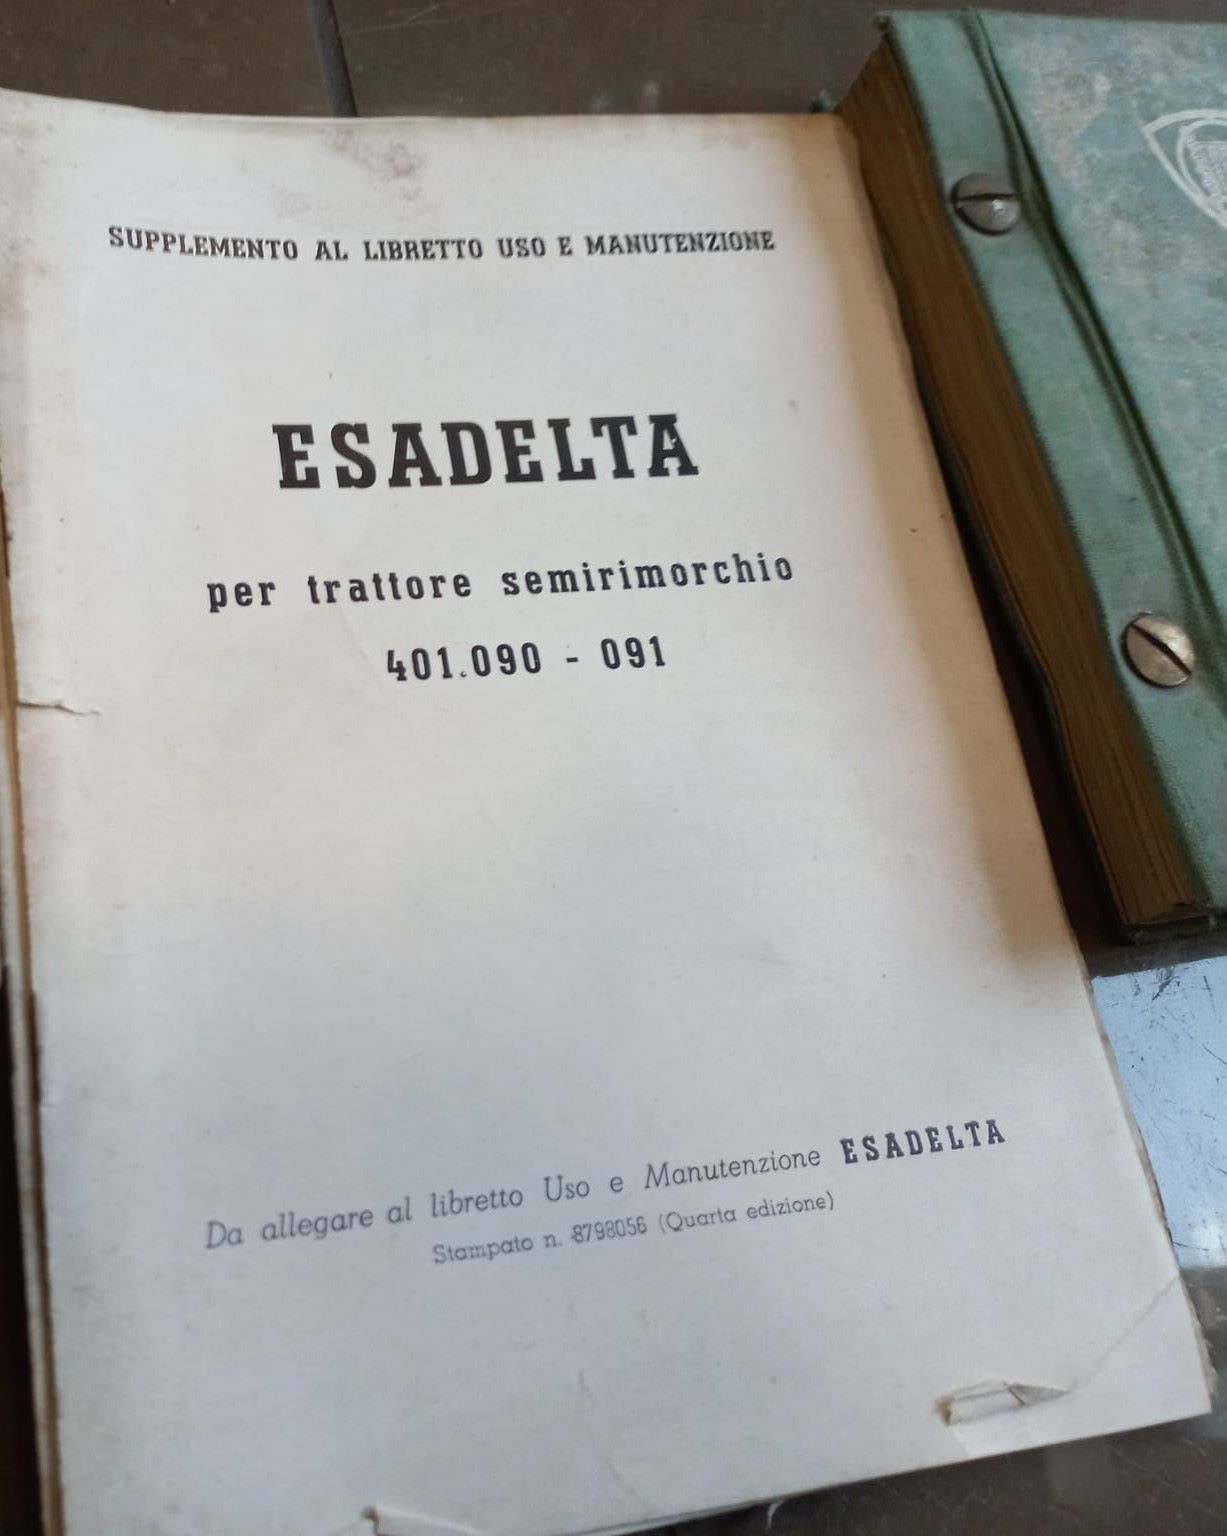 SUPPLEMENTO AL LIBRETTO USO E MANUTENZIONE
ESADELTA
per trattore semirimorchio
401.090 - 091
Da allegare al libretto Uso e Manutenzione ESADELTA
Stampato n. 8798056 (Quarta edizione)